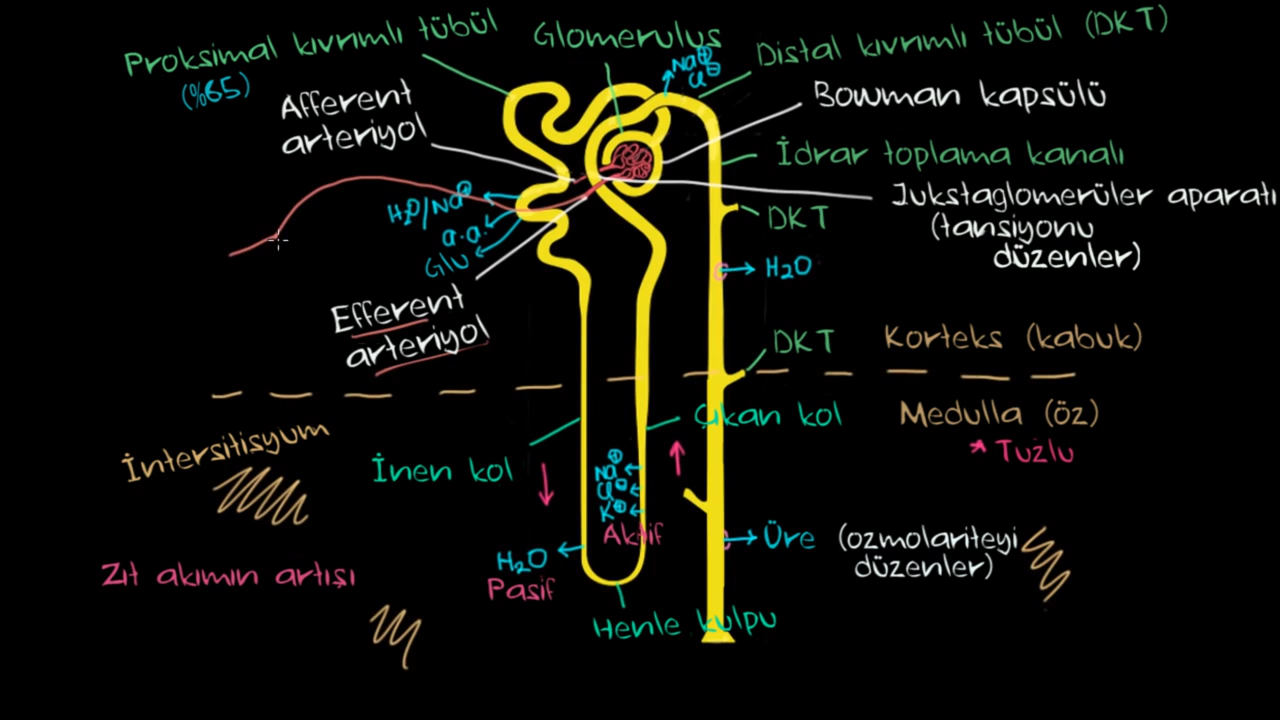 Proksimal kıvrımlı tübül
(%65)
Glomerulus
Na⊕
Cl⊖
Distal kıvrımlı tübül (DKT)
Afferent
arteriyol
Bowman kapsülü
İdrar toplama kanalı
Jukstaglomerüler aparatı
(tansiyonu
düzenler)
H2O/Na⊕
a.a.
Glu
DKT
H2O
Efferent
arteriyol
DKT
Korteks (kabuk)
Çıkan kol
Medulla (öz)
* Tuzlu
İntersitisyum
İnen kol
Na⊕
Cl⊖
K⊕
Aktif
H2O
Pasif
Üre (ozmolariteyi
düzenler)
Zıt akımın artışı
Henle kulpu